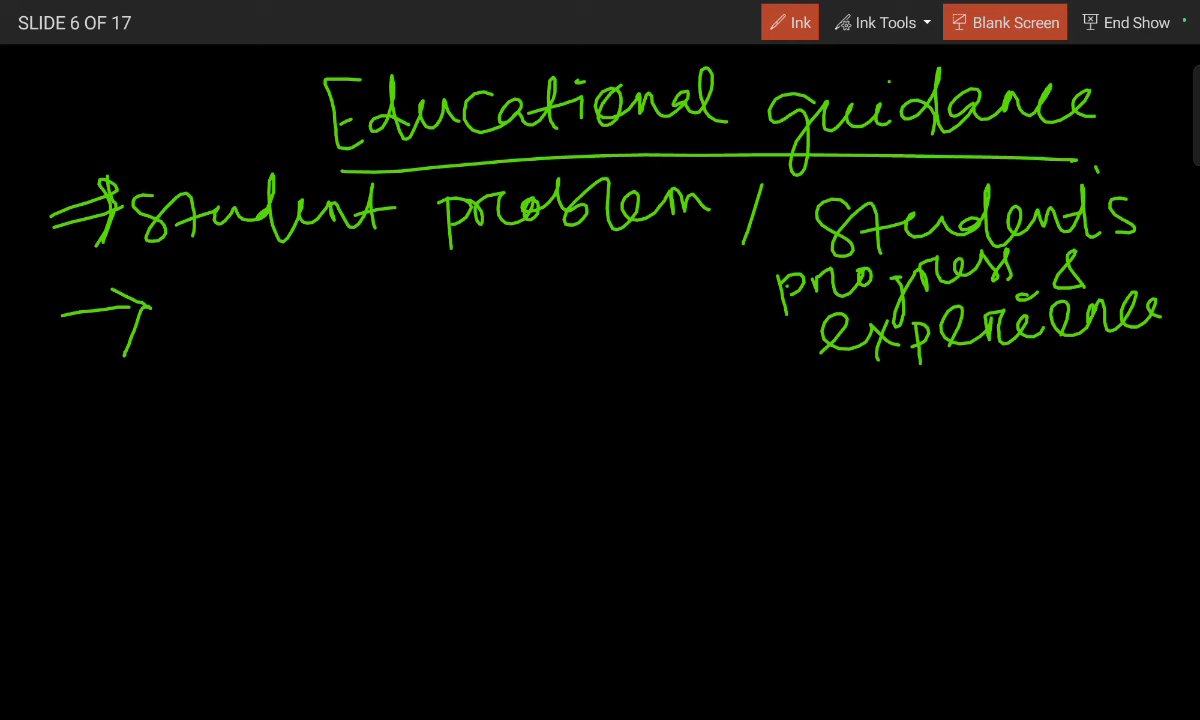 SLIDE 6 OF 17 Ink Ink Tools Blank Screen End Show
Educational guidance
⇒ student problem / student's
progress &
experience
→